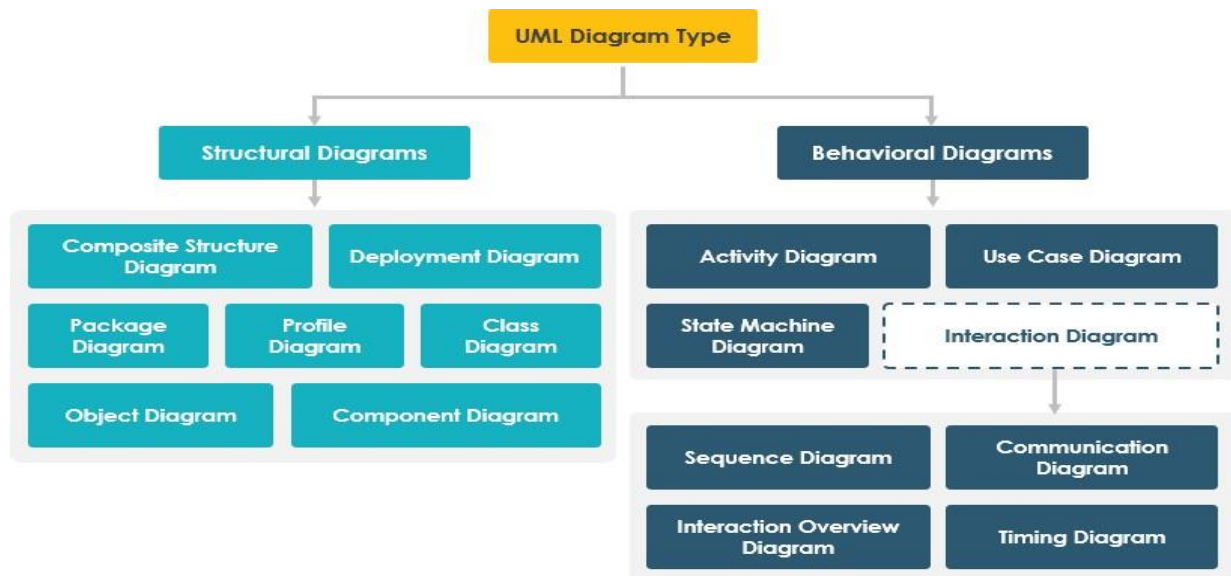 UML Diagram Type
Structural Diagrams
Behavioral Diagrams
Composite Structure
Diagram
Deployment Diagram
Package
Diagram
Profile
Diagram
Class
Diagram
Object Diagram
Component Diagram
Activity Diagram
Use Case Diagram
State Machine
Diagram
Interaction Diagram
Sequence Diagram
Communication
Diagram
Interaction Overview
Diagram
Timing Diagram